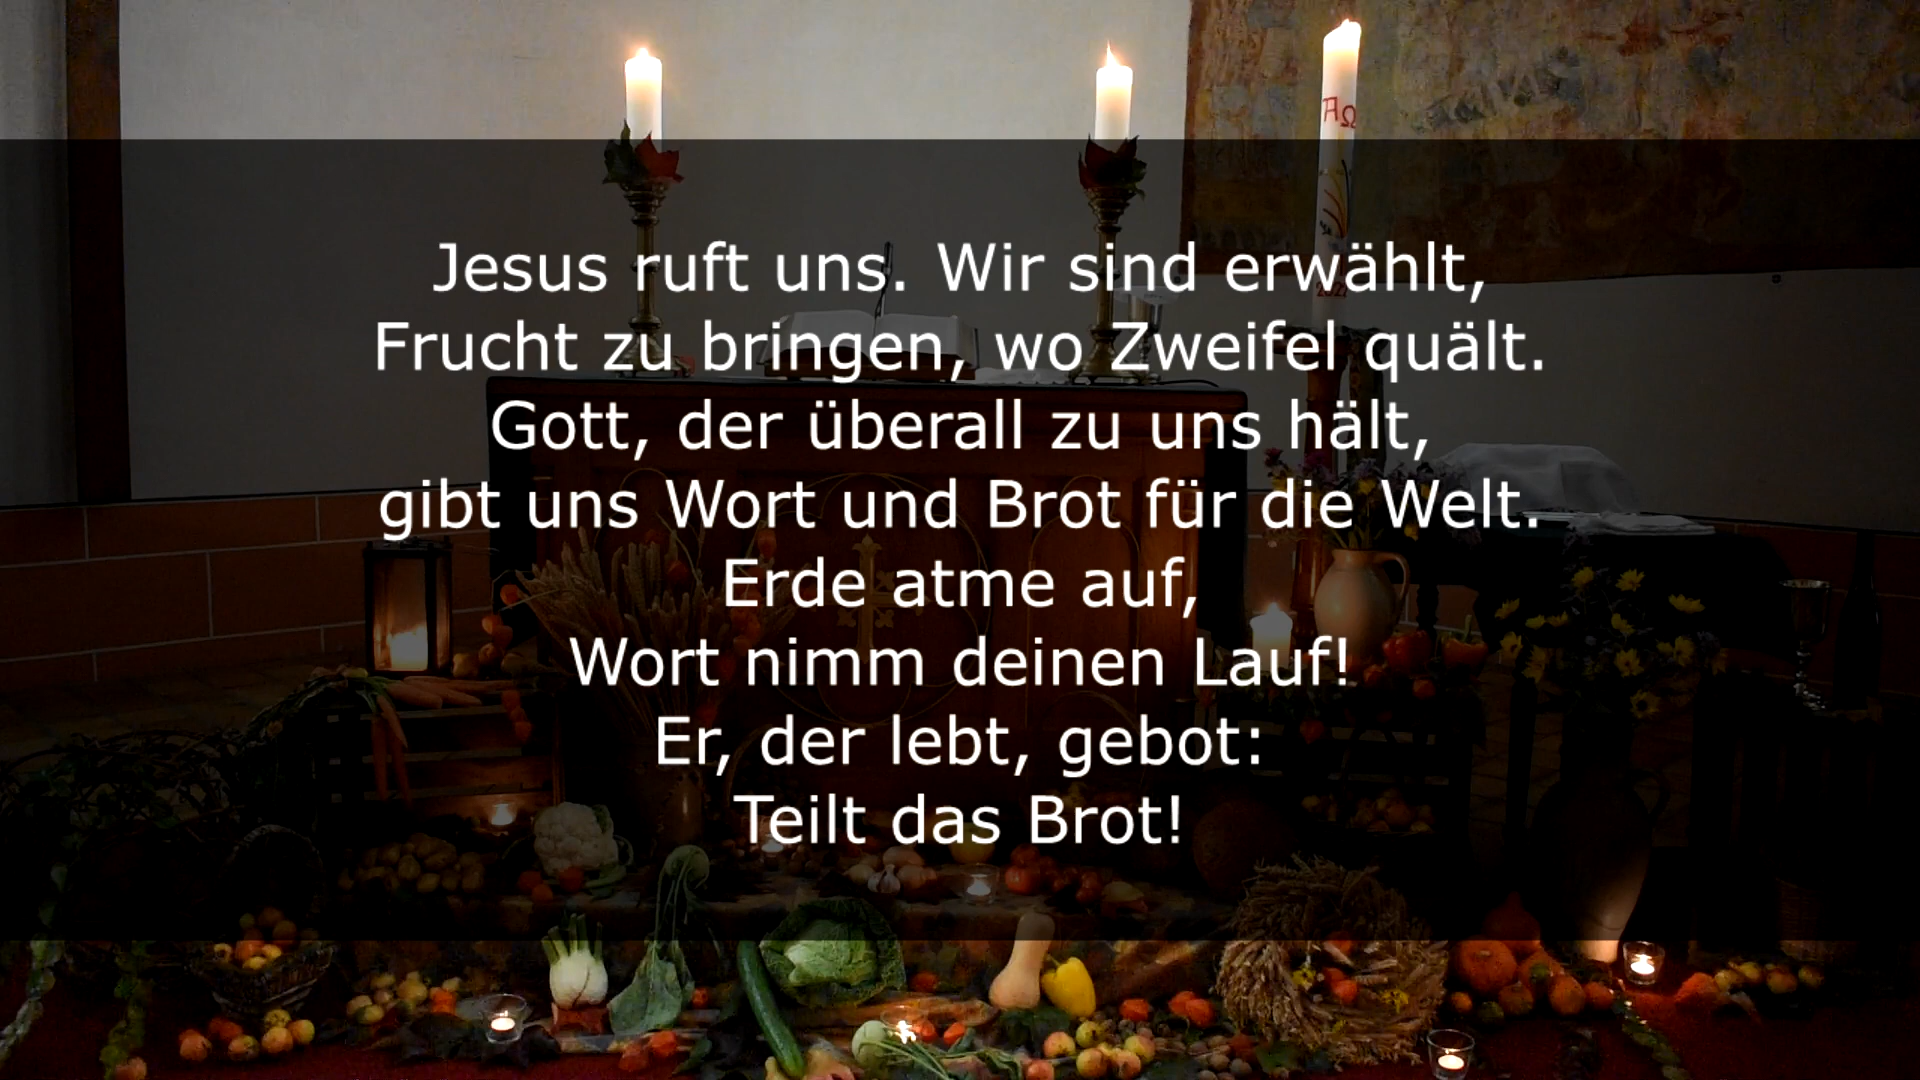 ΑΩ
Jesus ruft uns. Wir sind erwählt,
Frucht zu bringen, wo Zweifel quält.
Gott, der überall zu uns hält,
gibt uns Wort und Brot für die Welt.
Erde atme auf,
Wort nimm deinen Lauf!
Er, der lebt, gebot:
Teilt das Brot!